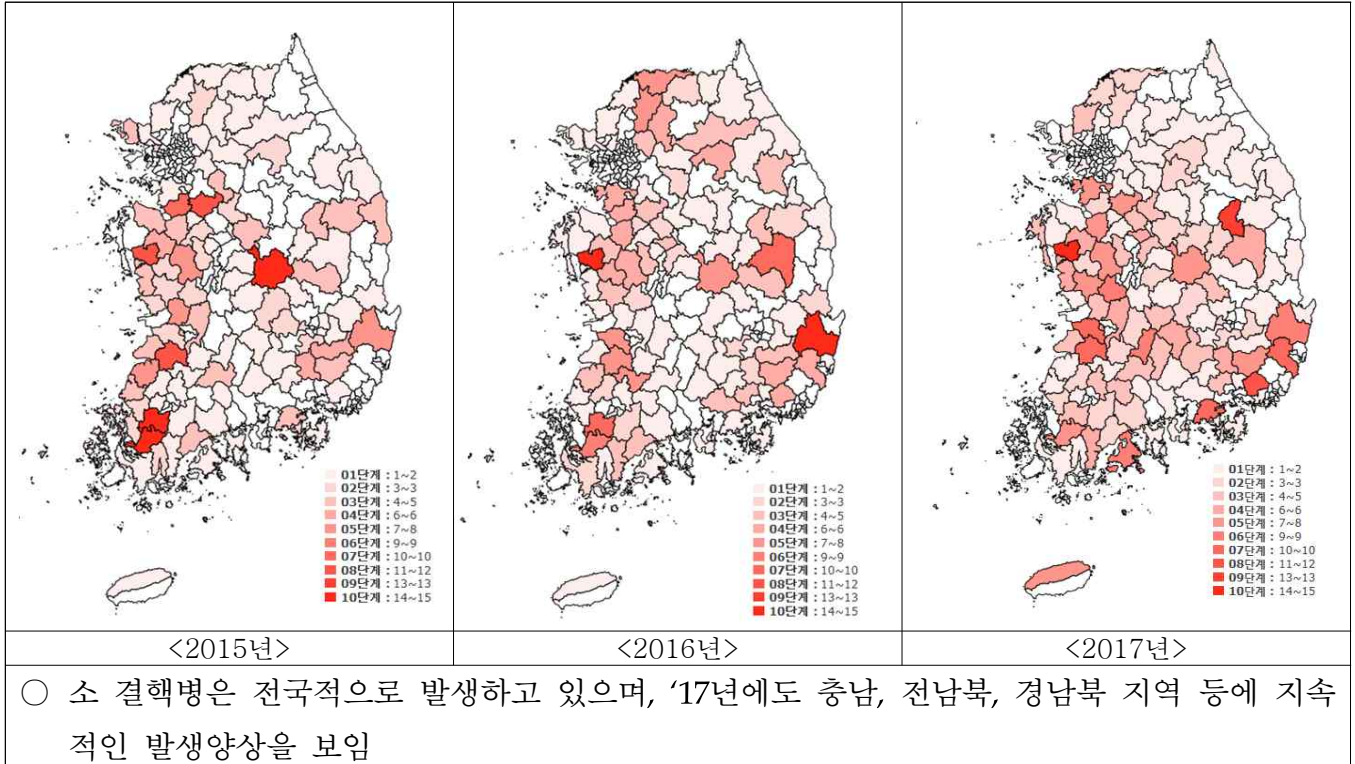 01단계 : 1~2
02단계 : 3~3
03단계 : 4~5
04단계 : 6~6
05단계 : 7~8
06단계 : 9~9
07단계 : 10~10
08단계 : 11~12
09단계 : 13~13
10단계 : 14~15
01단계 : 1~2
02단계 : 3~3
03단계 : 4~5
04단계 : 6~6
05단계 : 7~8
06단계 : 9~9
07단계 : 10~10
08단계 : 11~12
09단계 : 13~13
10단계 : 14~15
01단계 : 1~2
02단계 : 3~3
03단계 : 4~5
04단계 : 6~6
05단계 : 7~8
06단계 : 9~9
07단계 : 10~10
08단계 : 11~12
09단계 : 13~13
10단계 : 14~15
<2015년>
<2016년>
<2017년>
○ 소 결핵병은 전국적으로 발생하고 있으며, ‘17년에도 충남, 전남북, 경남북 지역 등에 지속
적인 발생양상을 보임